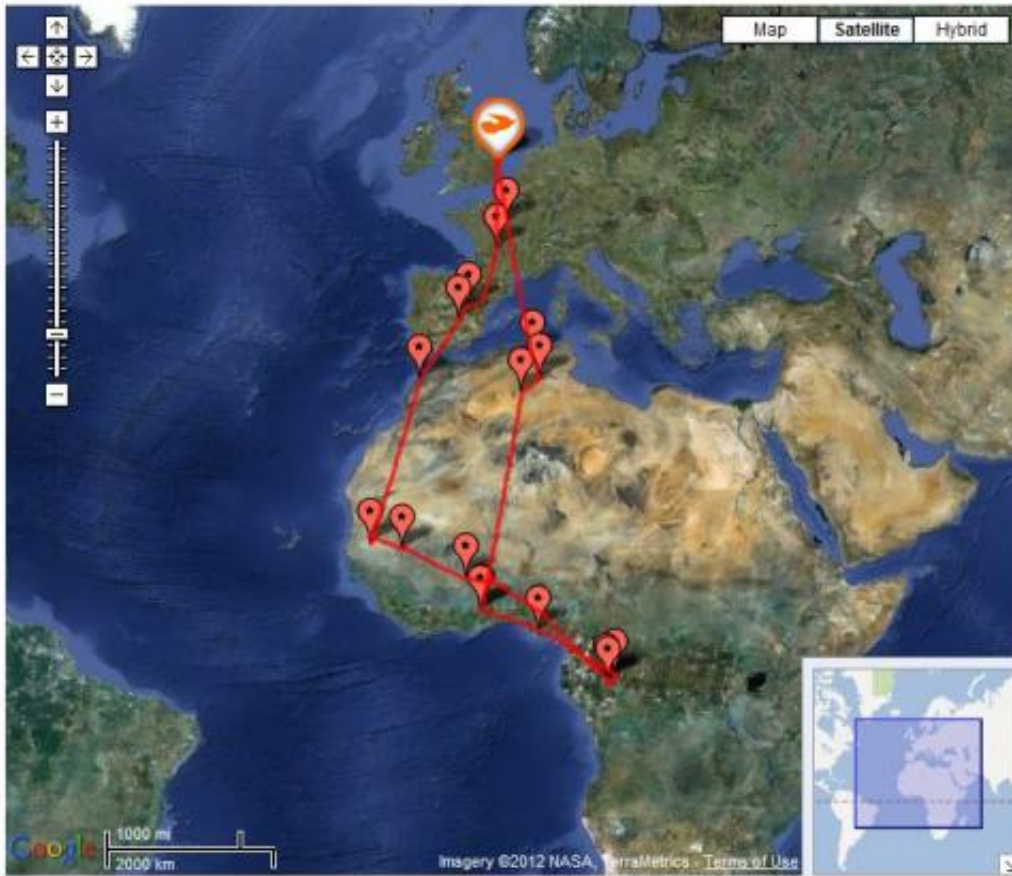 Map Satellite Hybrid
Google
1000 mi
2000 km
Imagery ©2012 NASA, TerraMetrics - Terms of Use